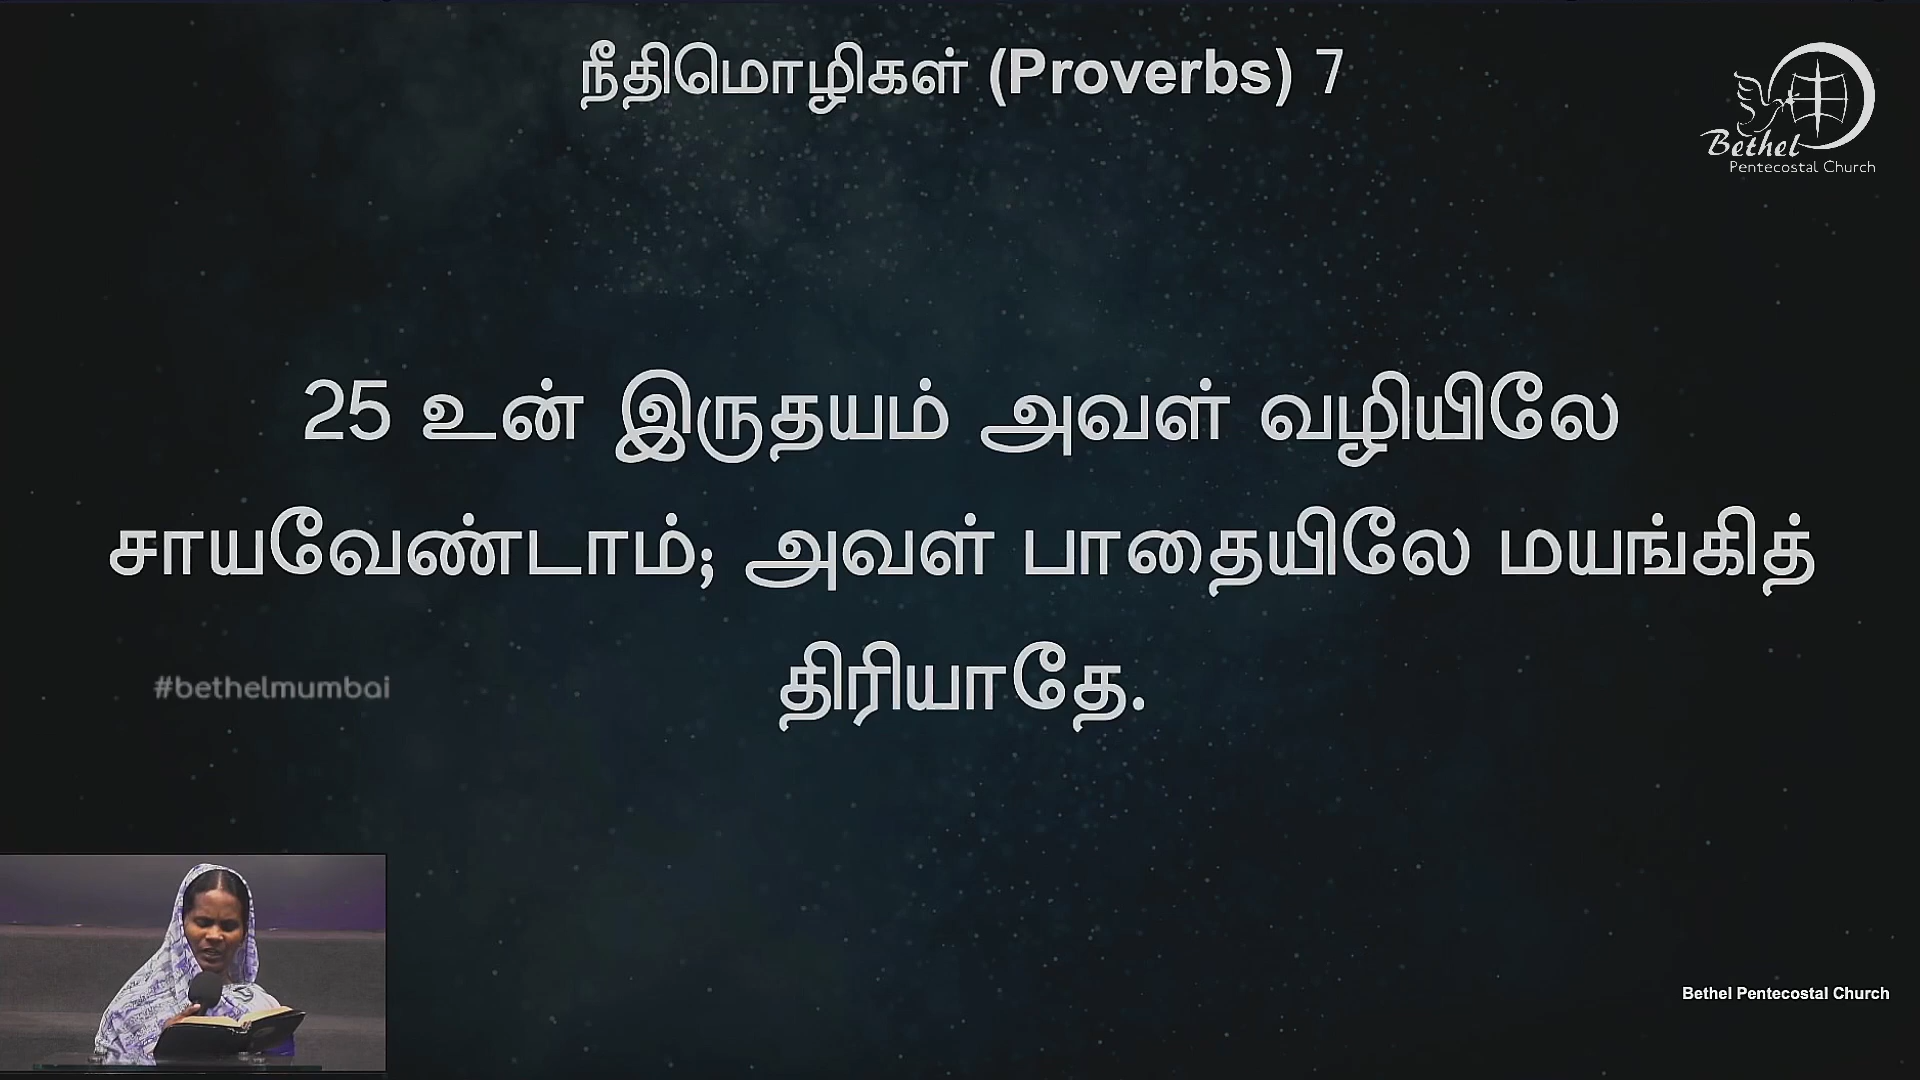 நீதிமொழிகள் (Proverbs) 7
Bethel
Pentecostal Church
25 உன் இருதயம் அவள் வழியிலே
சாயவேண்டாம்; அவள் பாதையிலே மயங்கித்
திரியாதே.
#bethelmumbai
Bethel Pentecostal Church